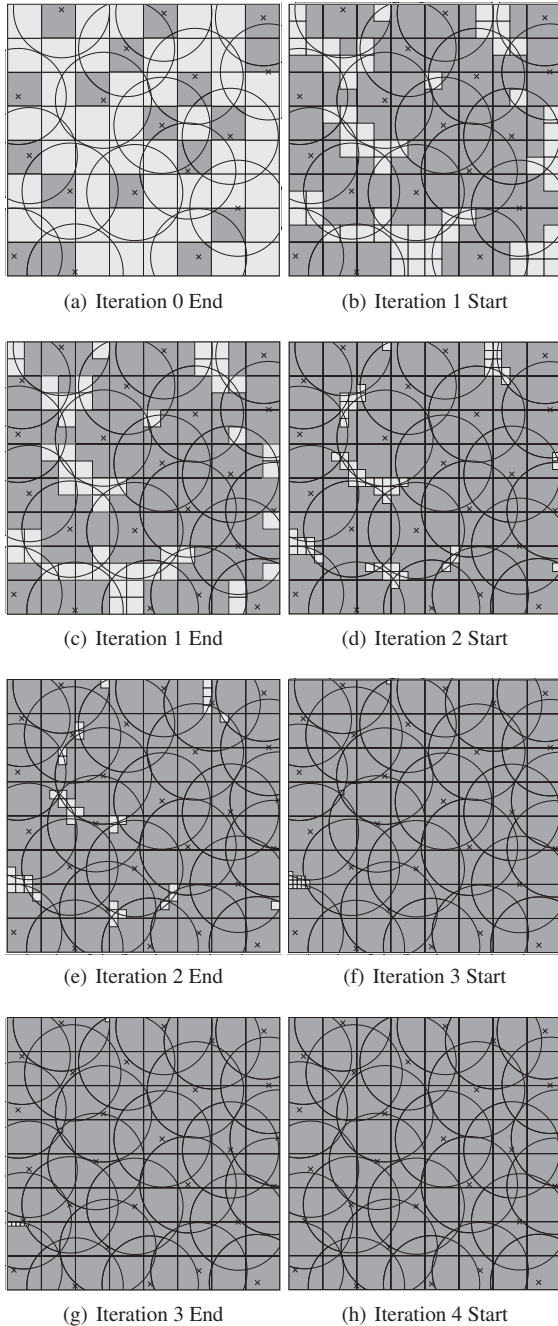 (a) Iteration 0 End
(b) Iteration 1 Start
(c) Iteration 1 End
(d) Iteration 2 Start
(e) Iteration 2 End
(f) Iteration 3 Start
(g) Iteration 3 End
(h) Iteration 4 Start